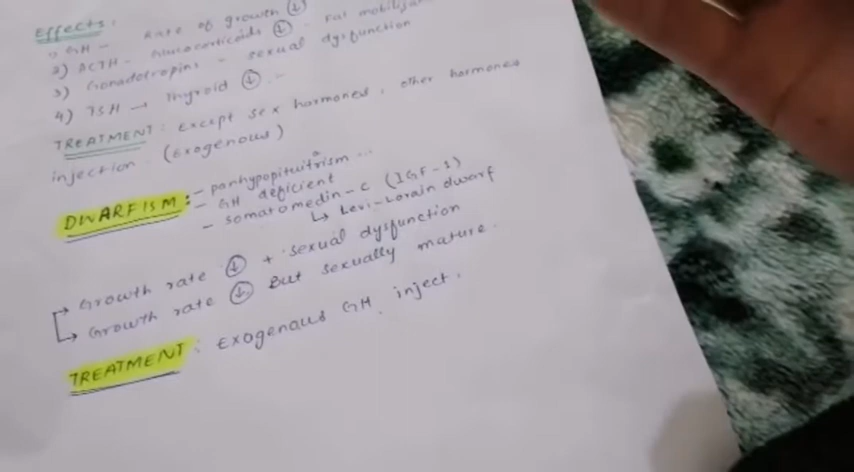 Effects:
1) GH - Rate of growth ↓
2) ACTH - Glucocorticoids ↓ - Fat
3) Gonadotropins - sexual dysfunction
4) TSH → Thyroid ↓ -
TREATMENT : Except sex hormones, other hormones
injection. (Exogenous)
DWARFISM : - panhypopituitrism ...
- GH deficient
- Somatomedin-C (IGF-1)
↳ Levi-Lorain dwarf
→ Growth rate ↓ + sexual dysfunction
→ Growth rate ↓ But sexually mature.
TREATMENT : Exogenous GH inject.